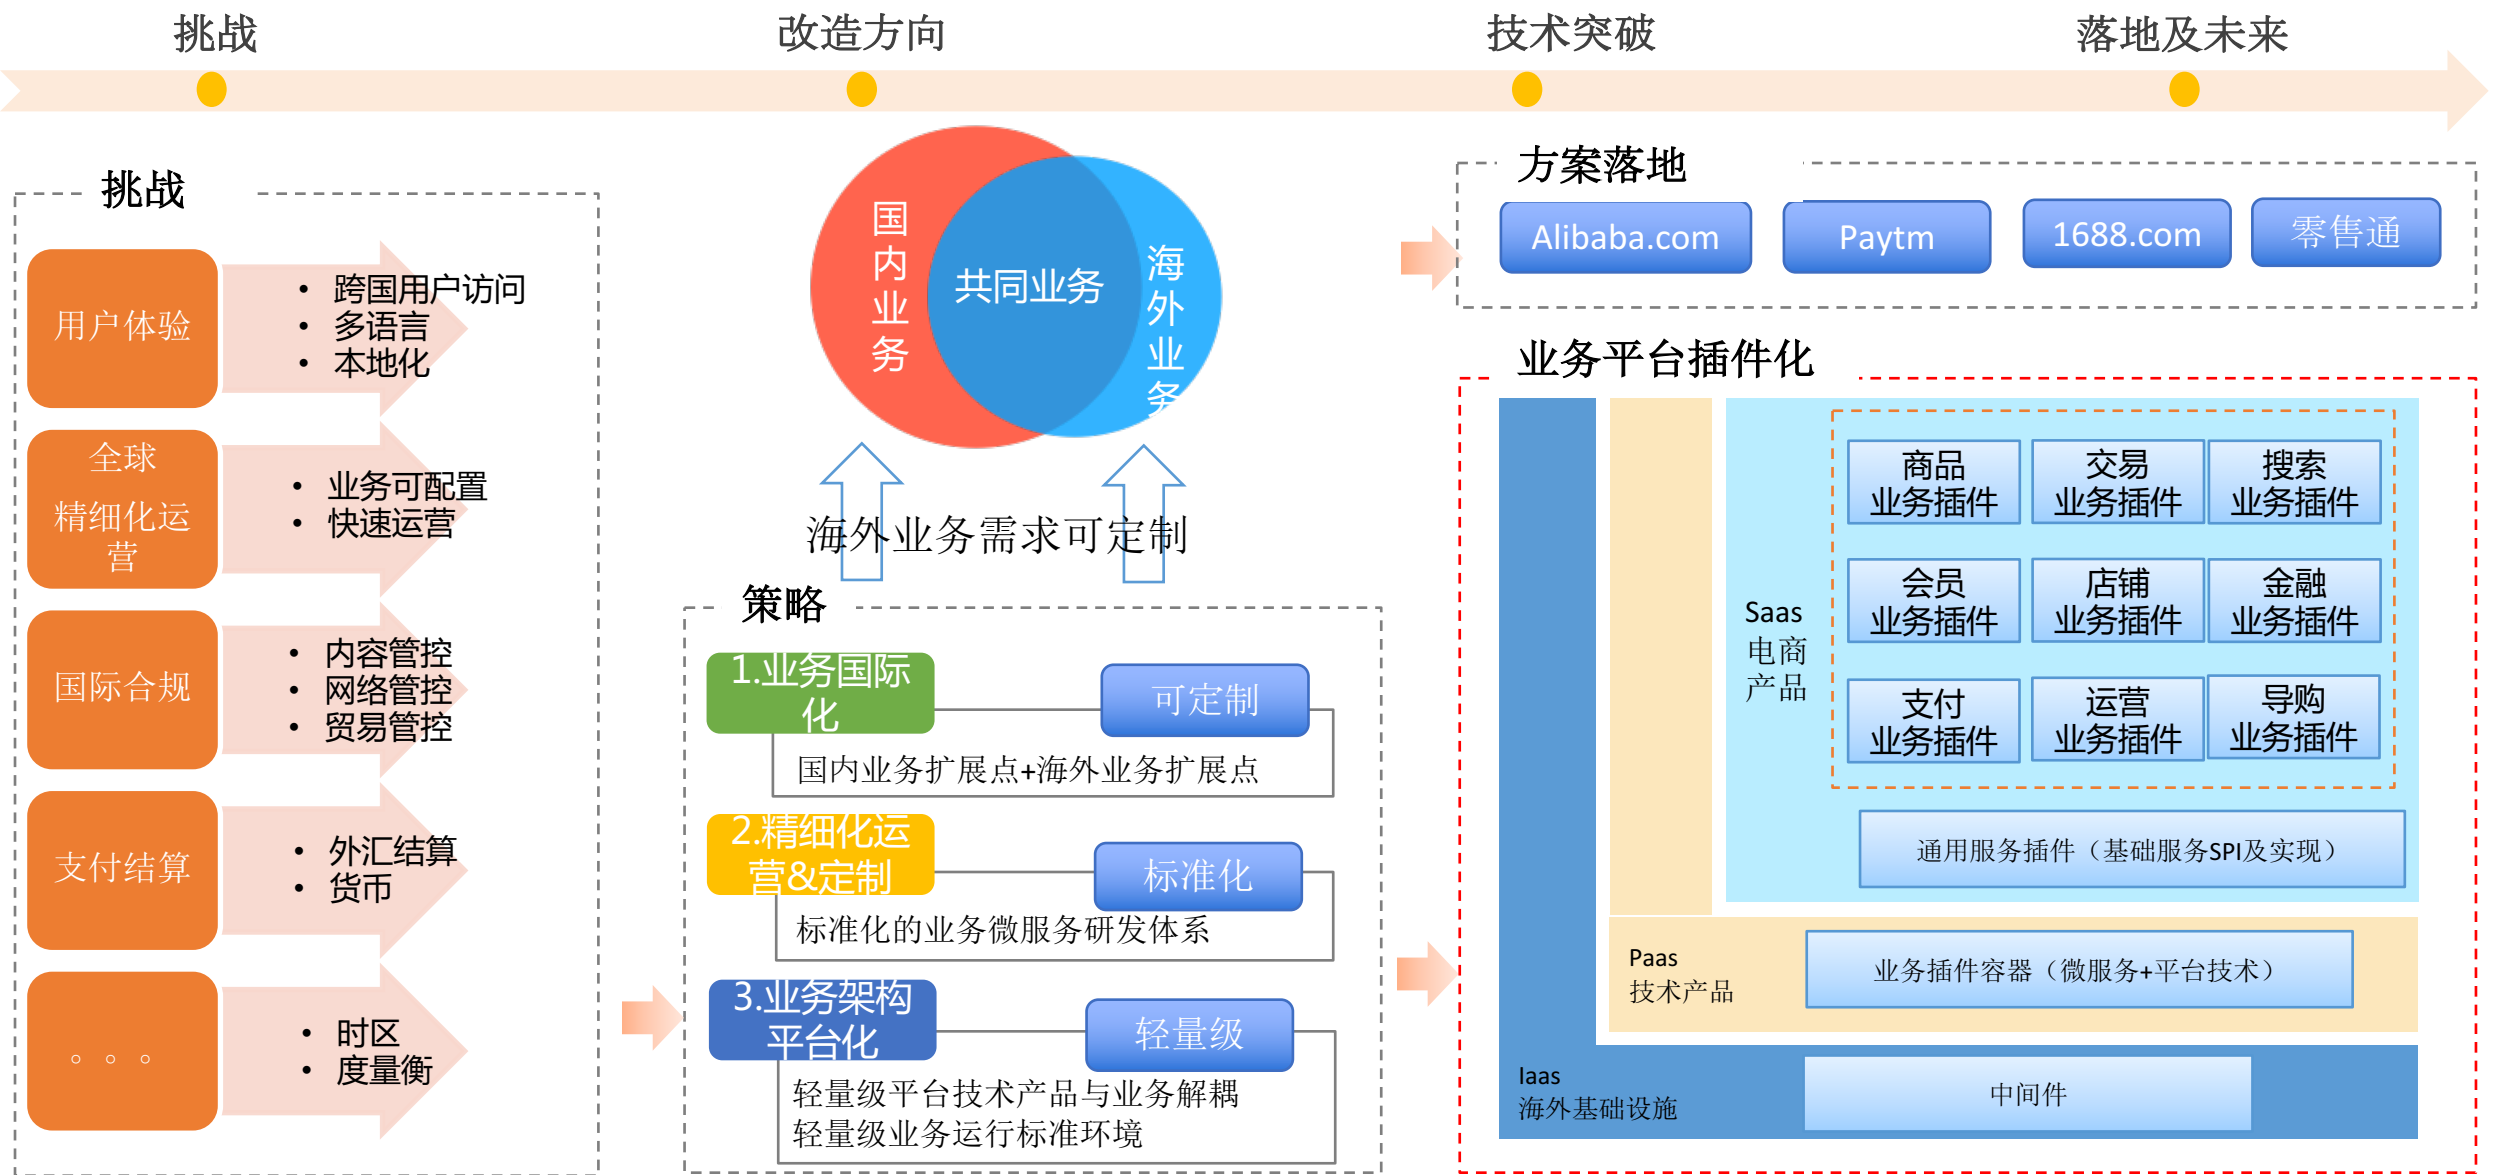 挑战
改造方向
技术突破
落地及未来
挑战
用户体验
• 跨国用户访问
• 多语言
• 本地化
全球
精细化运
营
• 业务可配置
• 快速运营
国际合规
• 内容管控
• 网络管控
• 贸易管控
支付结算
• 外汇结算
• 货币
。。。
• 时区
• 度量衡
国内业务
共同业务
海外业务
海外业务需求可定制
策略
1.业务国际
化
可定制
国内业务扩展点+海外业务扩展点
2.精细化运
营&定制
标准化
标准化的业务微服务研发体系
3.业务架构
平台化
轻量级
轻量级平台技术产品与业务解耦
轻量级业务运行标准环境
方案落地
Alibaba.com
Paytm
1688.com
零售通
业务平台插件化
Saas
电商
产品
商品
业务插件
交易
业务插件
搜索
业务插件
会员
业务插件
店铺
业务插件
金融
业务插件
支付
业务插件
运营
业务插件
导购
业务插件
通用服务插件（基础服务SPI及实现）
Paas
技术产品
业务插件容器（微服务+平台技术）
Iaas
海外基础设施
中间件